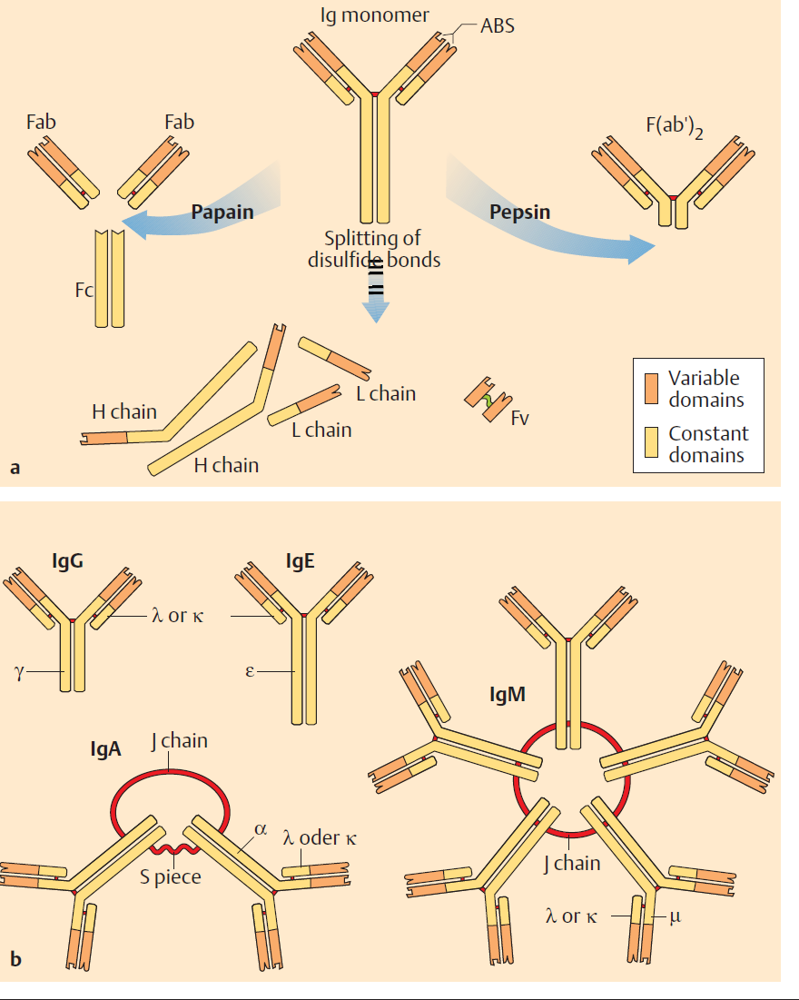 Ig monomer
ABS
Fab
Fab
F(ab')2
Papain
Pepsin
Splitting of
disulfide bonds
Fc
H chain
H chain
L chain
L chain
Fv
Variable
domains
Constant
domains
a
IgG
IgE
λ or κ
γ
ε
IgM
IgA
J chain
α
λ oder κ
S piece
J chain
λ or κ
μ
b